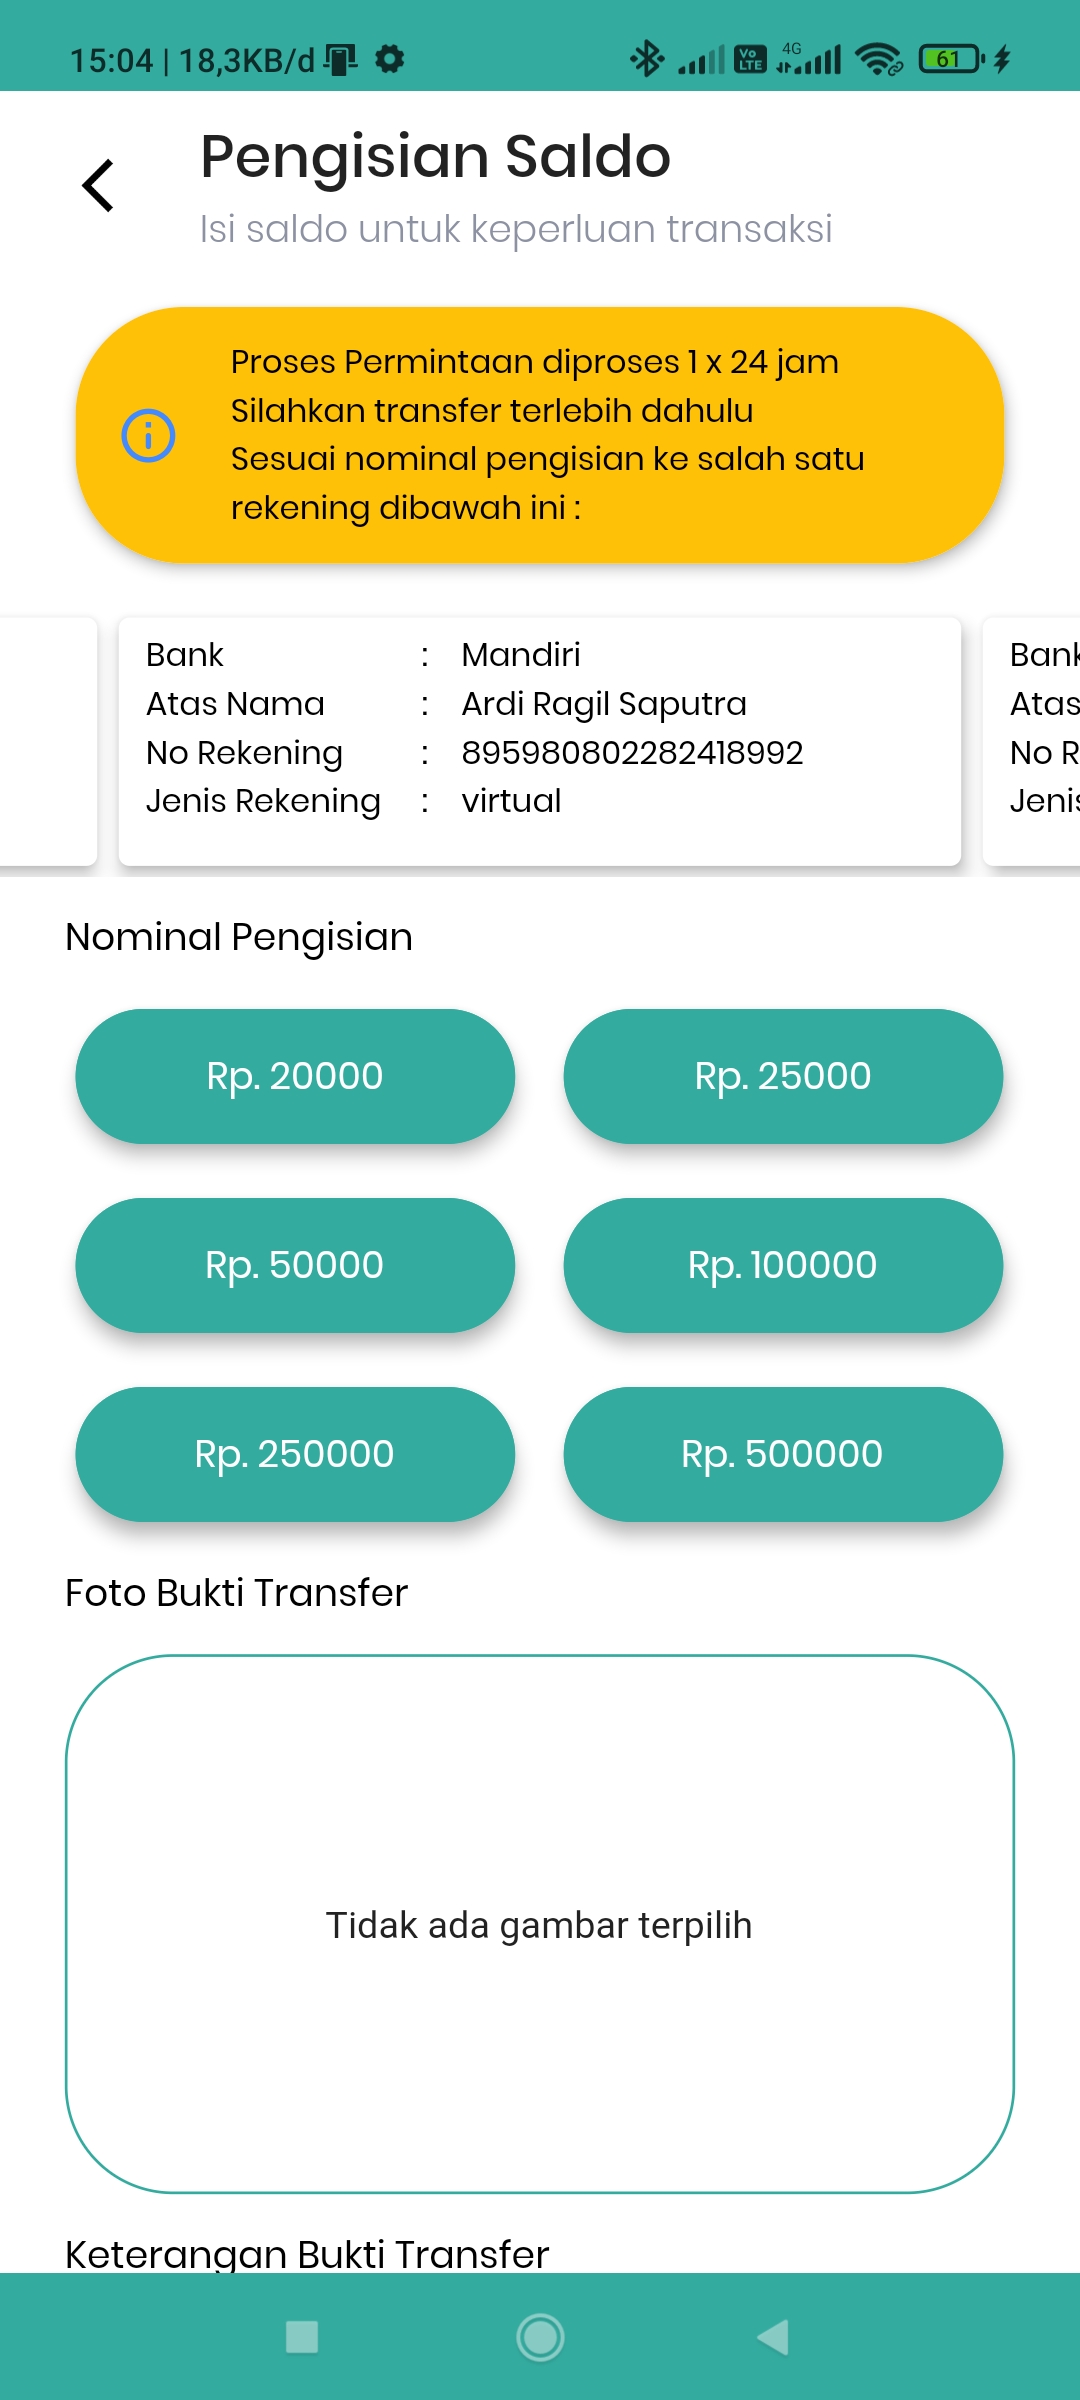 15:04 | 18,3KB/d
Vo LTE 4G 61
Pengisian Saldo
Isi saldo untuk keperluan transaksi
Proses Permintaan diproses 1 x 24 jam
Silahkan transfer terlebih dahulu
Sesuai nominal pengisian ke salah satu
rekening dibawah ini :
Bank : Mandiri
Atas Nama : Ardi Ragil Saputra
No Rekening : 895980802282418992
Jenis Rekening : virtual
Bank
Atas
No R
Jenis
Nominal Pengisian
Rp. 20000
Rp. 25000
Rp. 50000
Rp. 100000
Rp. 250000
Rp. 500000
Foto Bukti Transfer
Tidak ada gambar terpilih
Keterangan Bukti Transfer